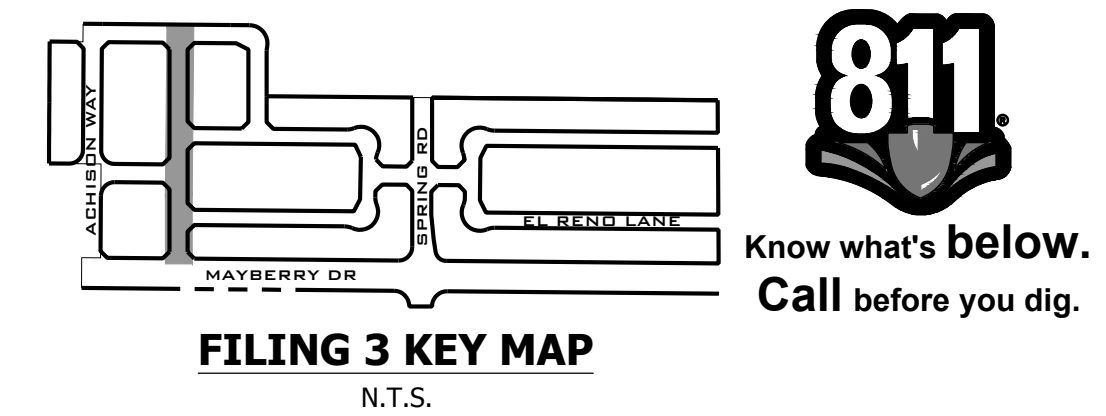 ACHISON WAY
SPRING RD
EL RENO LANE
MAYBERRY DR
FILING 3 KEY MAP
N.T.S.
811®
Know what's below.
Call before you dig.